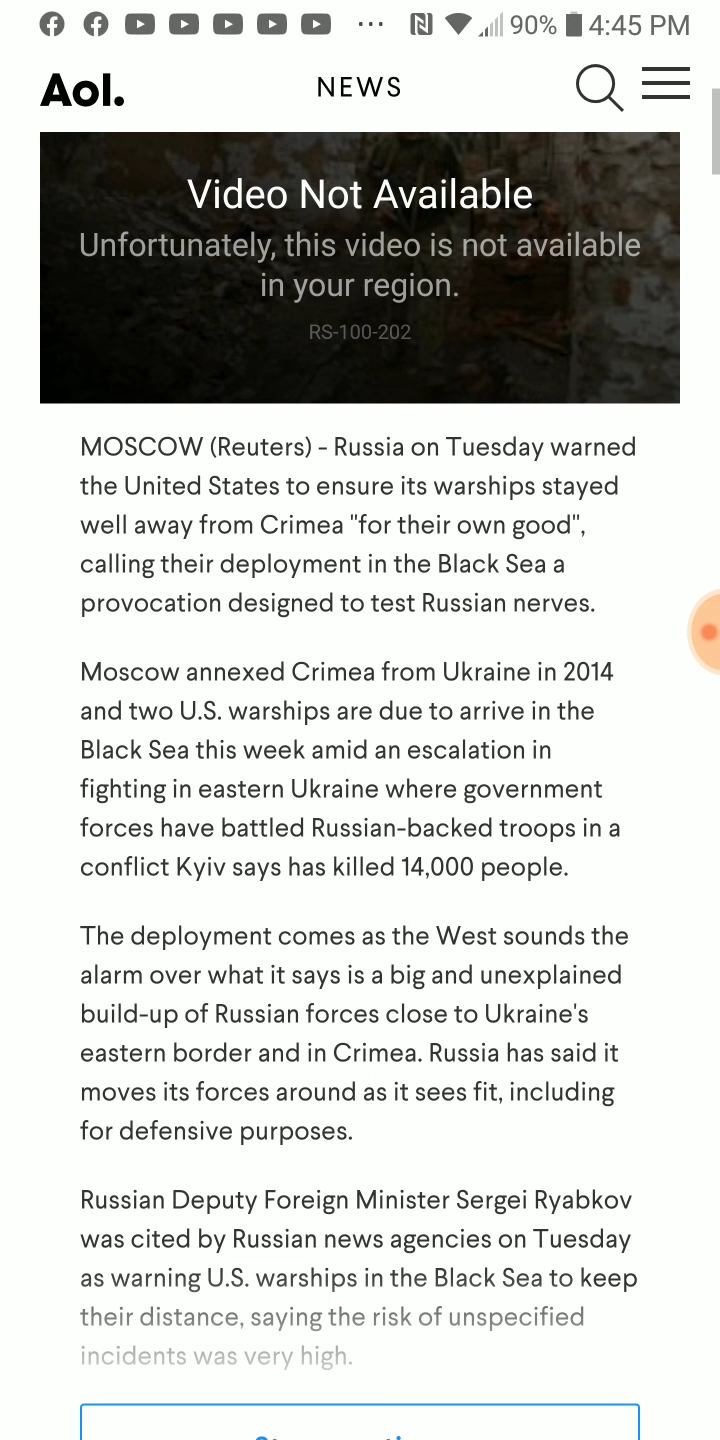 90% 4:45 PM
Aol.
NEWS
Video Not Available
Unfortunately, this video is not available
in your region.
RS-100-202
MOSCOW (Reuters) - Russia on Tuesday warned
the United States to ensure its warships stayed
well away from Crimea "for their own good",
calling their deployment in the Black Sea a
provocation designed to test Russian nerves.
Moscow annexed Crimea from Ukraine in 2014
and two U.S. warships are due to arrive in the
Black Sea this week amid an escalation in
fighting in eastern Ukraine where government
forces have battled Russian-backed troops in a
conflict Kyiv says has killed 14,000 people.
The deployment comes as the West sounds the
alarm over what it says is a big and unexplained
build-up of Russian forces close to Ukraine's
eastern border and in Crimea. Russia has said it
moves its forces around as it sees fit, including
for defensive purposes.
Russian Deputy Foreign Minister Sergei Ryabkov
was cited by Russian news agencies on Tuesday
as warning U.S. warships in the Black Sea to keep
their distance, saying the risk of unspecified
incidents was very high.